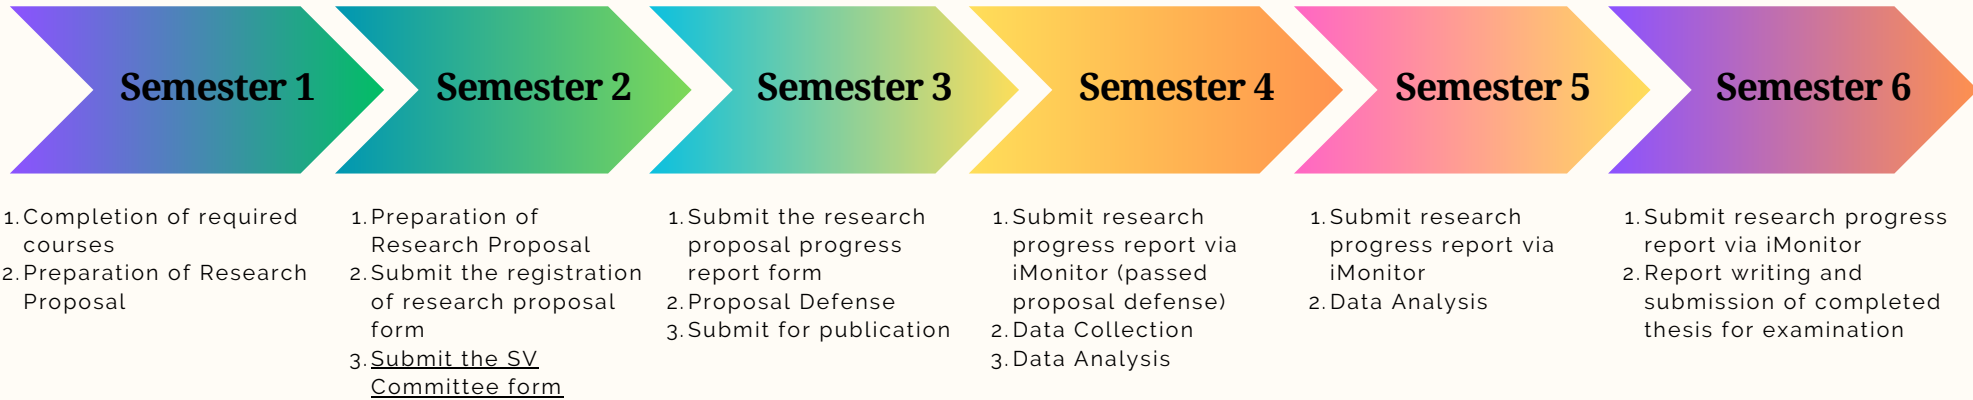 Semester 1
Semester 2
Semester 3
Semester 4
Semester 5
Semester 6
1. Completion of required
courses
2. Preparation of Research
Proposal
1. Preparation of
Research Proposal
2. Submit the registration
of research proposal
form
3. Submit the SV
Committee form
1. Submit the research
proposal progress
report form
2. Proposal Defense
3. Submit for publication
1. Submit research
progress report via
iMonitor (passed
proposal defense)
2. Data Collection
3. Data Analysis
1. Submit research
progress report via
iMonitor
2. Data Analysis
1. Submit research progress
report via iMonitor
2. Report writing and
submission of completed
thesis for examination